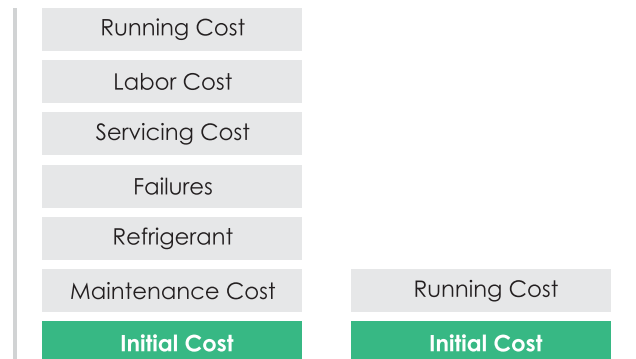 Running Cost
Labor Cost
Servicing Cost
Failures
Refrigerant
Maintenance Cost
Initial Cost
Running Cost
Initial Cost